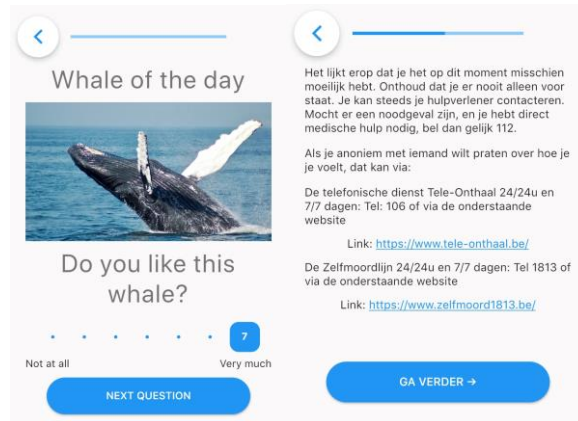 Whale of the day
Do you like this
whale?
7
Not at all
Very much
NEXT QUESTION
Het lijkt erop dat je het op dit moment misschien
moeilijk hebt. Onthoud dat je er nooit alleen voor
staat. Je kan steeds je hulpverlener contacteren.
Mocht er een noodgeval zijn, en je hebt direct
medische hulp nodig, bel dan gelijk 112.
Als je anoniem met iemand wilt praten over hoe je
je voelt, dat kan via:
De telefonische dienst Tele-Onthaal 24/24u en
7/7 dagen: Tel: 106 of via de onderstaande
website
Link: https://www.tele-onthaal.be/
De Zelfmoordlijn 24/24u en 7/7 dagen: Tel 1813 of
via de onderstaande website
Link: https://www.zelfmoord1813.be/
GA VERDER →